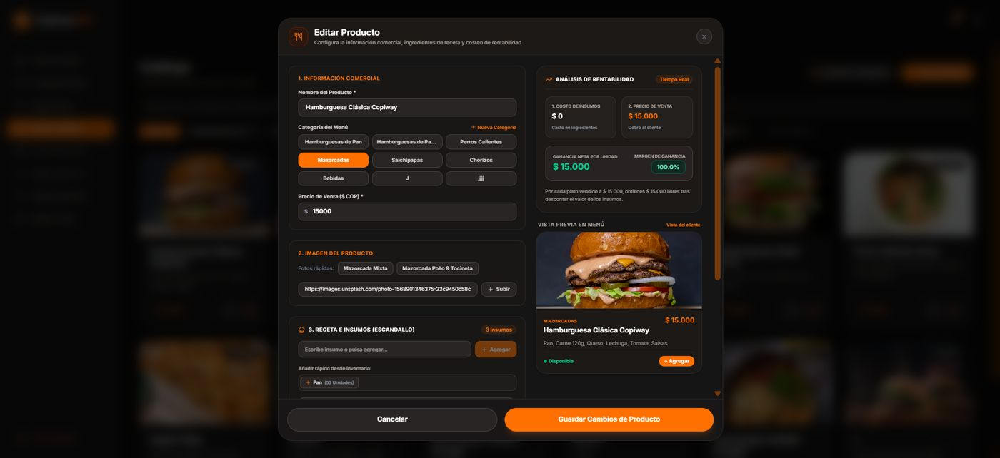 Editar Producto
Configura la información comercial, ingredientes de receta y costeo de rentabilidad
1. INFORMACIÓN COMERCIAL
Nombre del Producto *
Hamburguesa Clásica Copiway
Categoría del Menú
+ Nueva Categoría
Hamburguesas de Pan
Hamburguesas de Pa...
Perros Calientes
Mazorcadas
Salchipapas
Chorizos
Bebidas
J
jjjjj
Precio de Venta ($ COP) *
$ 15000
2. IMAGEN DEL PRODUCTO
Fotos rápidas:
Mazorcada Mixta
Mazorcada Pollo & Tocineta
https://images.unsplash.com/photo-1568901346375-23c9450c58c
+ Subir
3. RECETA E INSUMOS (ESCANDALLO)
3 insumos
Escribe insumo o pulsa agregar...
+ Agregar
Añadir rápido desde inventario:
+ Pan (53 Unidades)
ANÁLISIS DE RENTABILIDAD
Tiempo Real
1. COSTO DE INSUMOS
$ 0
Gasto en ingredientes
2. PRECIO DE VENTA
$ 15.000
Cobro al cliente
GANANCIA NETA POR UNIDAD
$ 15.000
MARGEN DE GANANCIA
100.0%
Por cada plato vendido a $ 15.000, obtienes $ 15.000 libres tras
descontar el valor de los insumos.
VISTA PREVIA EN MENÚ
Vista del cliente
MAZORCADAS
$ 15.000
Hamburguesa Clásica Copiway
Pan, Carne 120g, Queso, Lechuga, Tomate, Salsas
Disponible
+ Agregar
Cancelar
Guardar Cambios de Producto